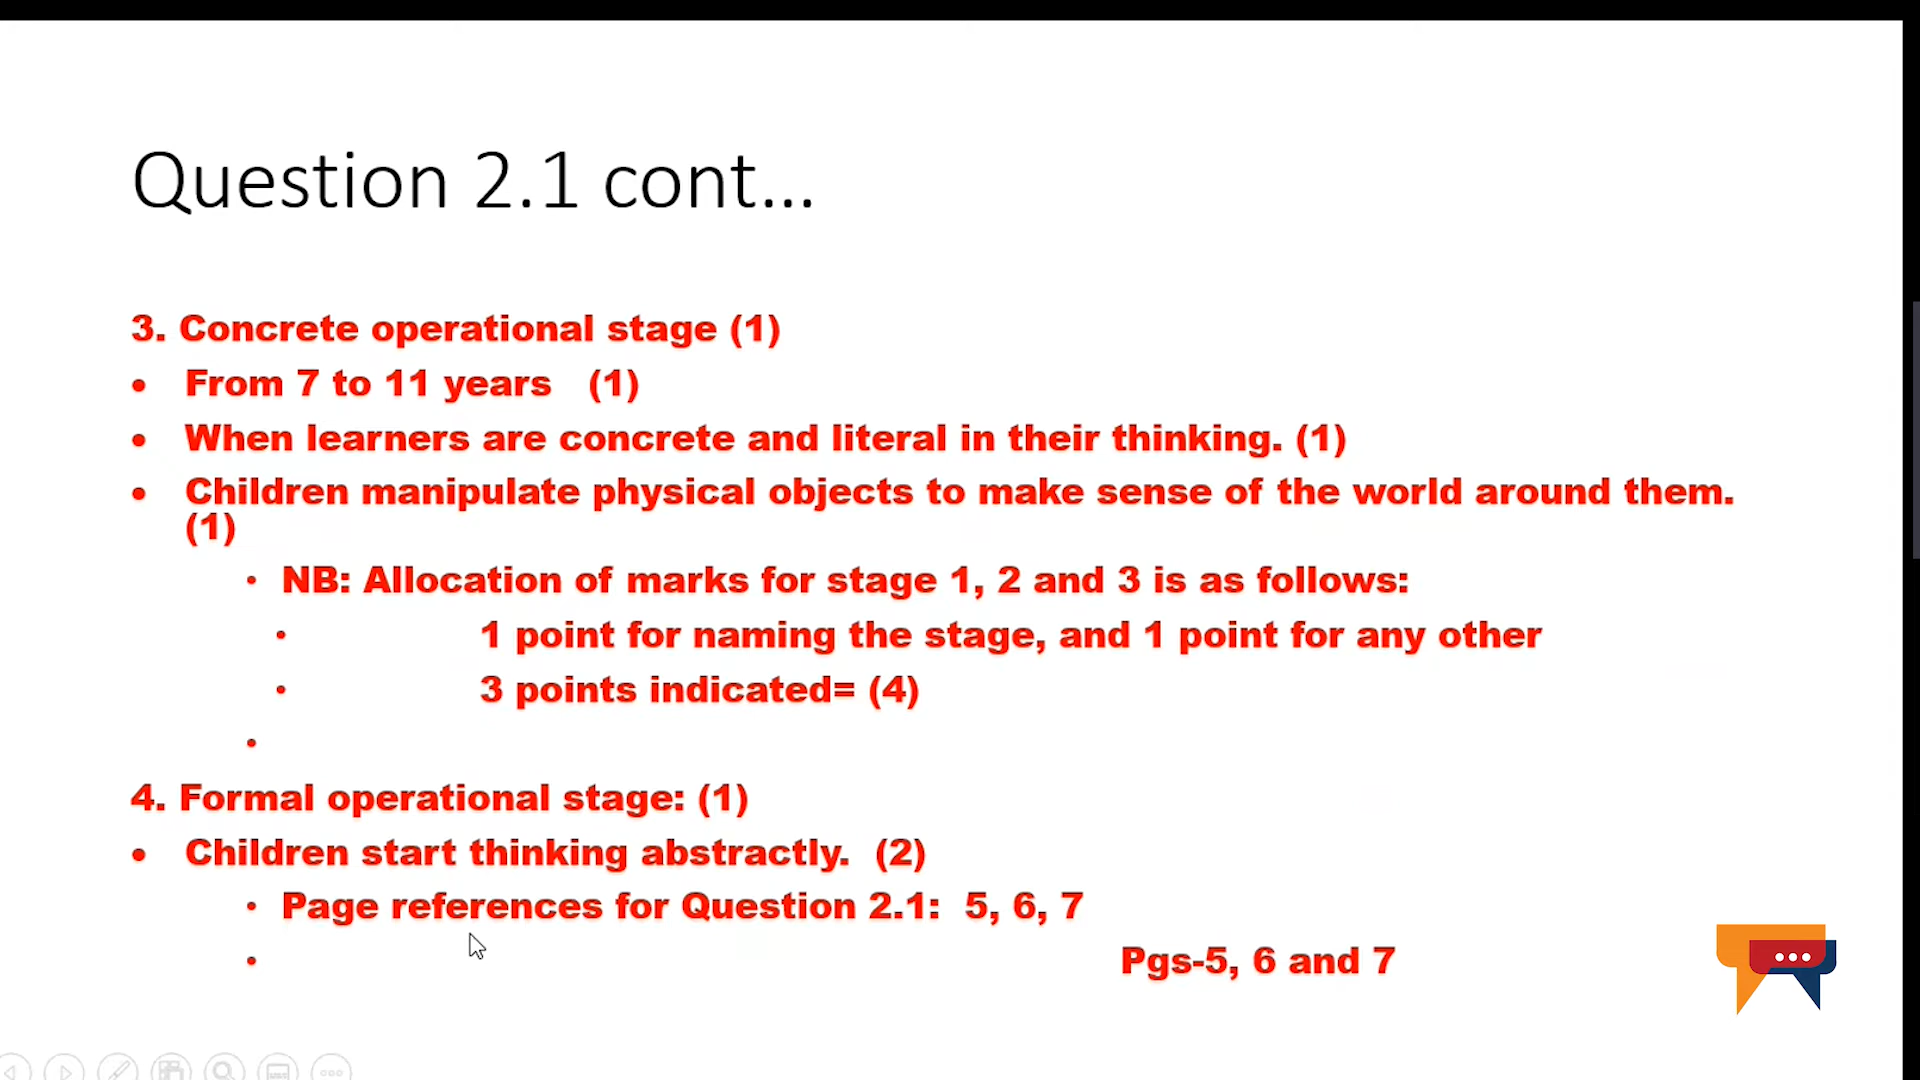 Question 2.1 cont...
3. Concrete operational stage (1)
• From 7 to 11 years (1)
• When learners are concrete and literal in their thinking. (1)
• Children manipulate physical objects to make sense of the world around them.
(1)
• NB: Allocation of marks for stage 1, 2 and 3 is as follows:
• 1 point for naming the stage, and 1 point for any other
• 3 points indicated= (4)
•
4. Formal operational stage: (1)
• Children start thinking abstractly. (2)
• Page references for Question 2.1: 5, 6, 7
• Pgs-5, 6 and 7